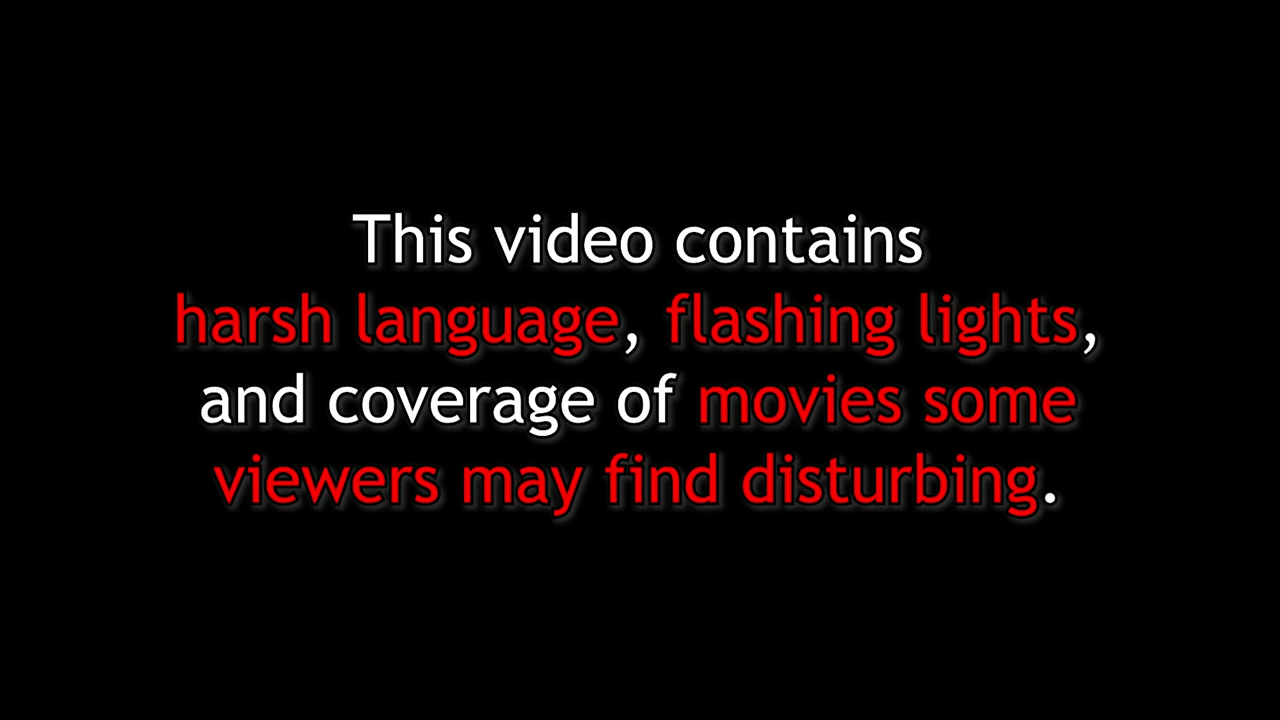 This video contains
harsh language, flashing lights,
and coverage of movies some
viewers may find disturbing.